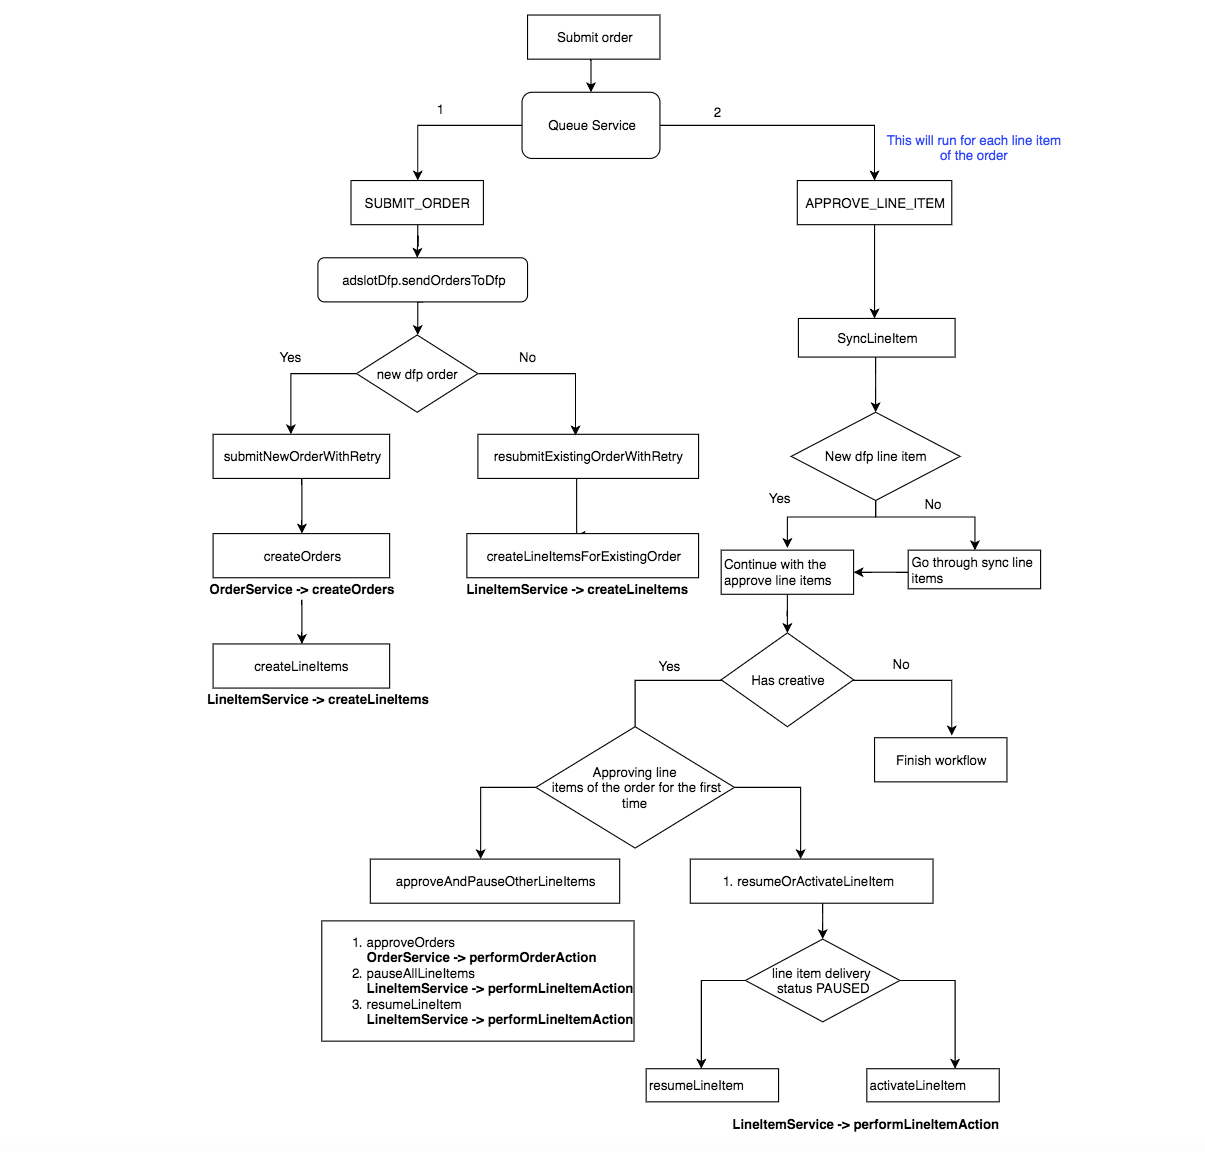 Submit order
1
Queue Service
2
This will run for each line item
of the order
SUBMIT_ORDER
APPROVE_LINE_ITEM
adslotDfp.sendOrdersToDfp
SyncLineItem
Yes
new dfp order
No
submitNewOrderWithRetry
resubmitExistingOrderWithRetry
New dfp line item
Yes
No
createOrders
OrderService -> createOrders
createLineItemsForExistingOrder
LineItemService -> createLineItems
Continue with the
approve line items
Go through sync line
items
createLineItems
LineItemService -> createLineItems
Yes
Has creative
No
Finish workflow
Approving line
items of the order for the first
time
approveAndPauseOtherLineItems
1. resumeOrActivateLineItem
1. approveOrders
OrderService -> performOrderAction
2. pauseAllLineItems
LineItemService -> performLineItemAction
3. resumeLineItem
LineItemService -> performLineItemAction
line item delivery
status PAUSED
resumeLineItem
activateLineItem
LineItemService -> performLineItemAction